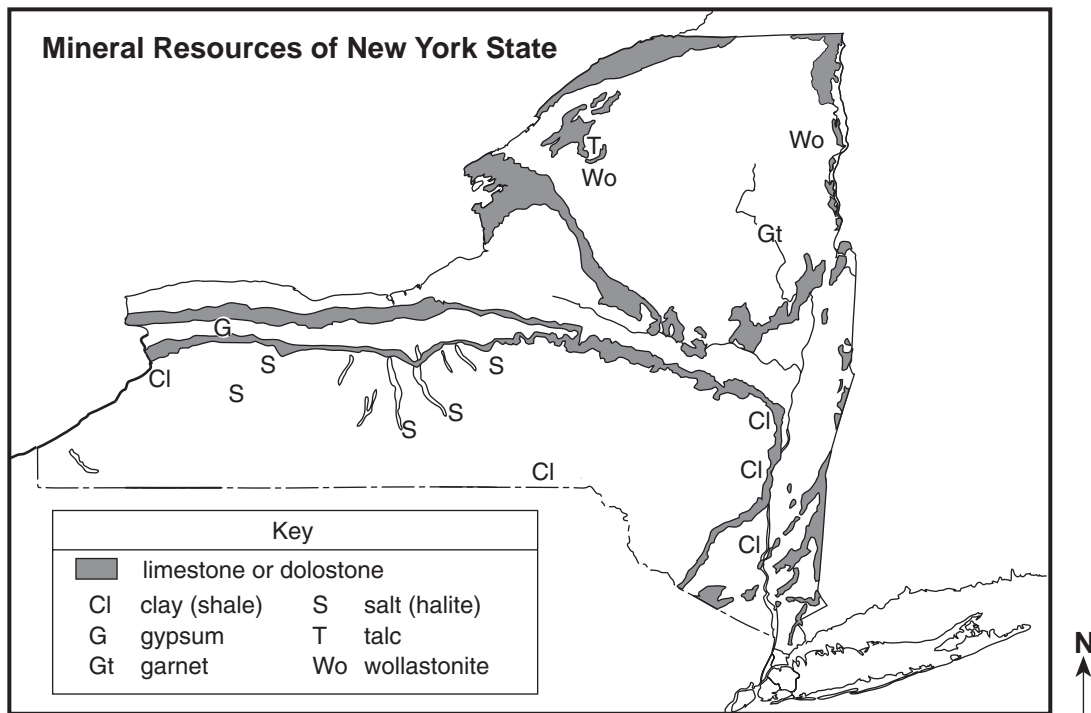 Mineral Resources of New York State
T
Wo
Wo
Gt
G
Cl
S
S
S
S
S
Cl
Cl
Cl
Cl
Key
limestone or dolostone
Cl clay (shale) S salt (halite)
G gypsum T talc
Gt garnet Wo wollastonite
N